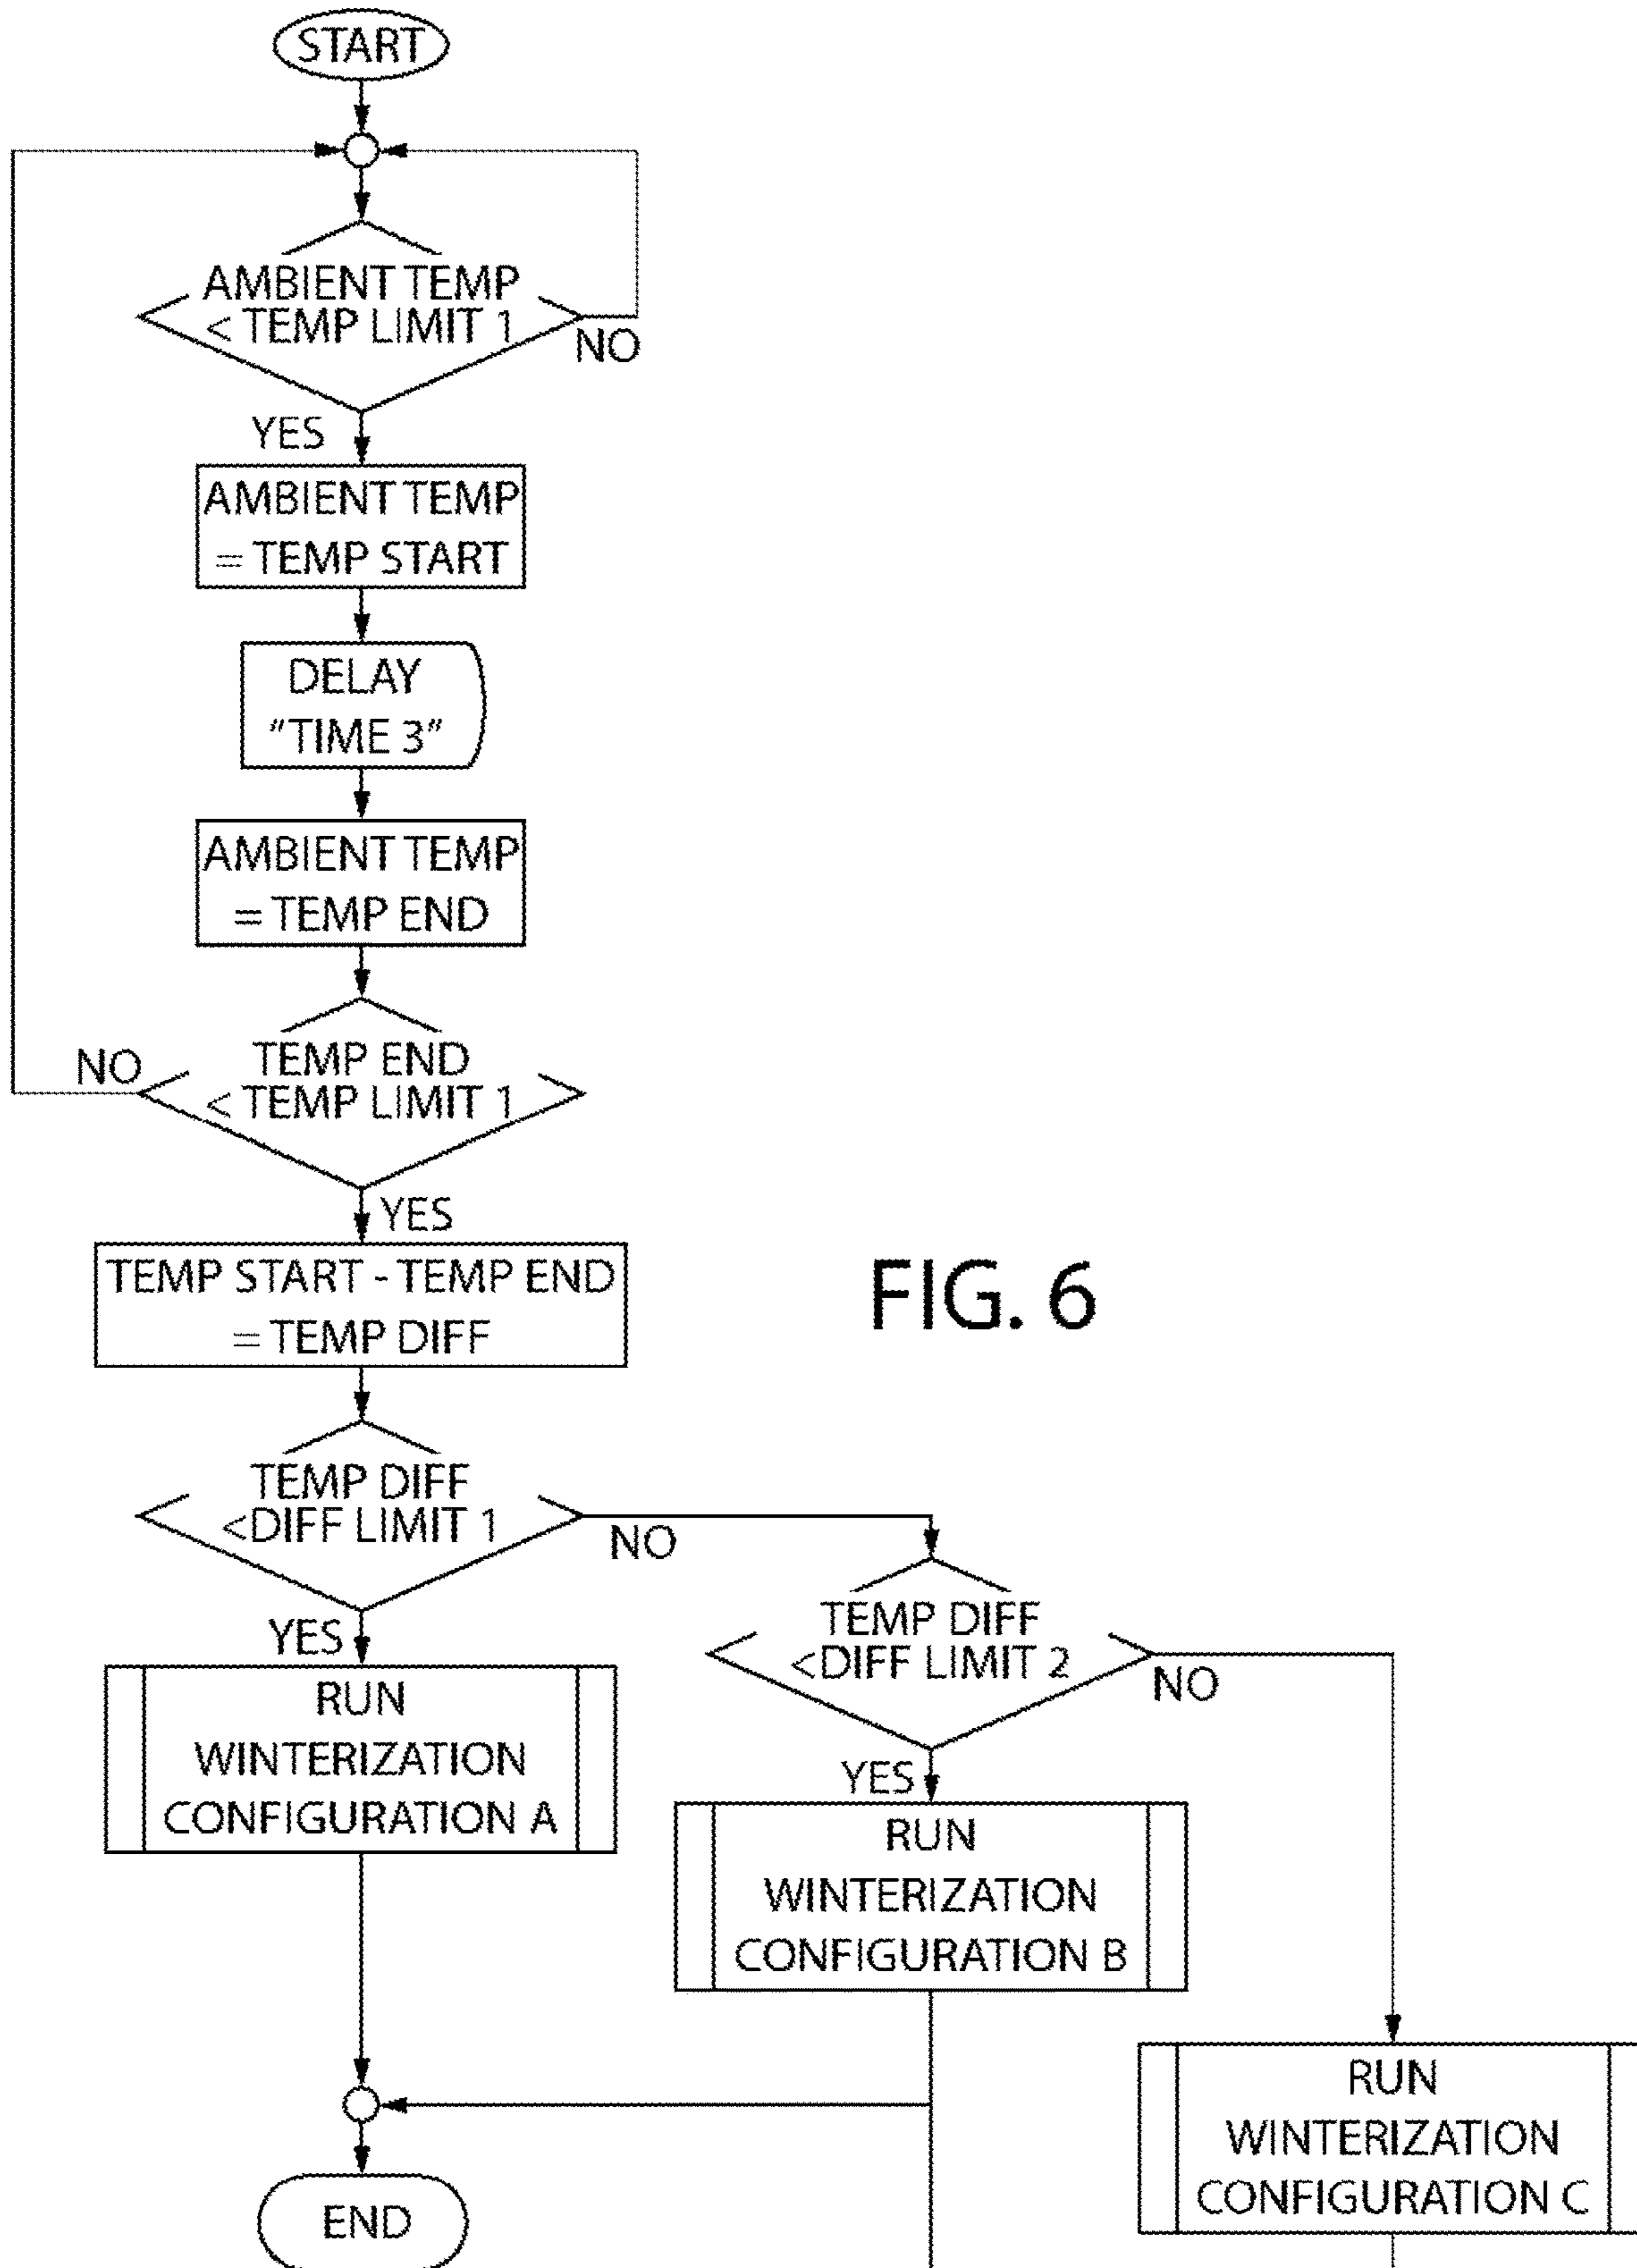 START
AMBIENT TEMP
< TEMP LIMIT 1
NO
YES
AMBIENT TEMP
= TEMP START
DELAY
"TIME 3"
AMBIENT TEMP
= TEMP END
TEMP END
< TEMP LIMIT 1
NO
YES
TEMP START - TEMP END
= TEMP DIFF
FIG. 6
TEMP DIFF
<DIFF LIMIT 1
NO
YES
TEMP DIFF
<DIFF LIMIT 2
NO
YES
RUN
WINTERIZATION
CONFIGURATION A
RUN
WINTERIZATION
CONFIGURATION B
RUN
WINTERIZATION
CONFIGURATION C
END